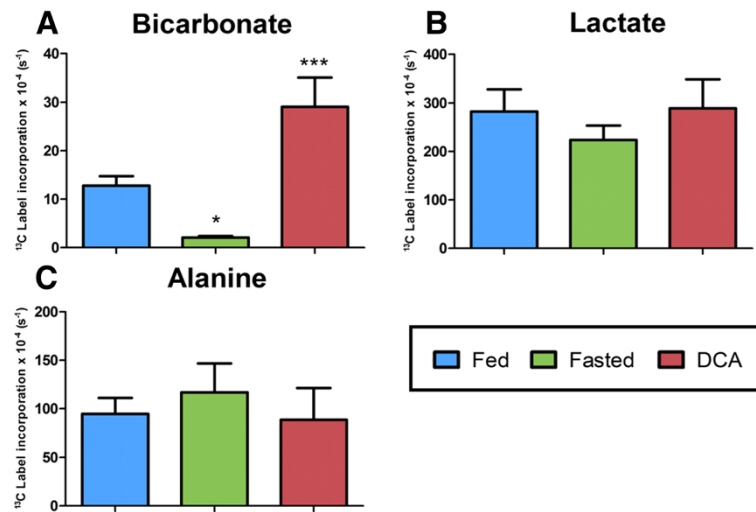 A
Bicarbonate
¹³C Label incorporation x 10⁻⁴ (s⁻¹)
40
30
20
10
0
*
***
B
Lactate
¹³C Label incorporation x 10⁻⁴ (s⁻¹)
400
300
200
100
0
C
Alanine
¹³C Label incorporation x 10⁻⁴ (s⁻¹)
200
150
100
50
0
Fed Fasted DCA